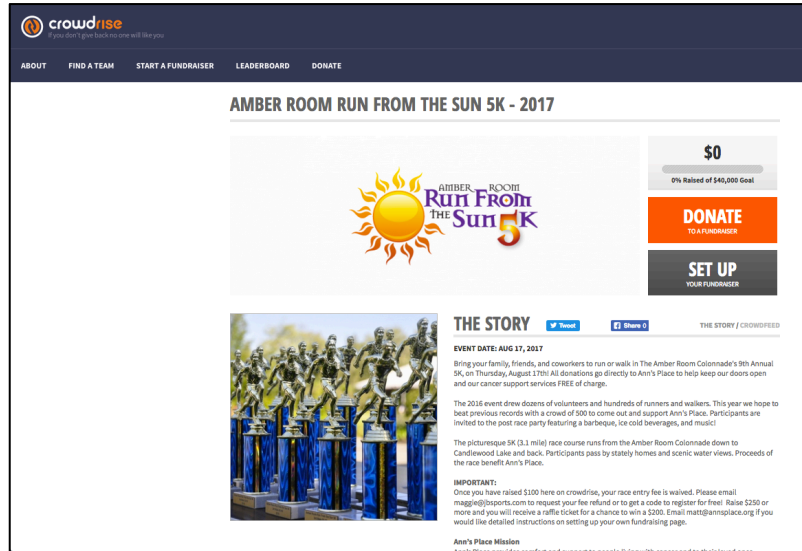 crowdrise
If you don't give back no one will like you
ABOUT FIND A TEAM START A FUNDRAISER LEADERBOARD DONATE
AMBER ROOM RUN FROM THE SUN 5K - 2017
AMBER ROOM
RUN FROM
THE SUN 5K
$0
0% Raised of $40,000 Goal
DONATE
TO A FUNDRAISER
SET UP
YOUR FUNDRAISER
THE STORY Tweet Share 0 THE STORY / CROWDFEED
EVENT DATE: AUG 17, 2017
Bring your family, friends, and coworkers to run or walk in The Amber Room Colonnade's 9th Annual
5K, on Thursday, August 17th! All donations go directly to Ann's Place to help keep our doors open
and our cancer support services FREE of charge.
The 2016 event drew dozens of volunteers and hundreds of runners and walkers. This year we hope to
beat previous records with a crowd of 500 to come out and support Ann's Place. Participants are
invited to the post race party featuring a barbeque, ice cold beverages, and music!
The picturesque 5K (3.1 mile) race course runs from the Amber Room Colonnade down to
Candlewood Lake and back. Participants pass by stately homes and scenic water views. Proceeds of
the race benefit Ann's Place.
IMPORTANT:
Once you have raised $100 here on crowdrise, your race entry fee is waived. Please email
maggie@jbsports.com to request your fee refund or to get a code to register for free! Raise $250 or
more and you will receive a raffle ticket for a chance to win a $200. Email matt@annsplace.org if you
would like detailed instructions on setting up your own fundraising page.
Ann's Place Mission